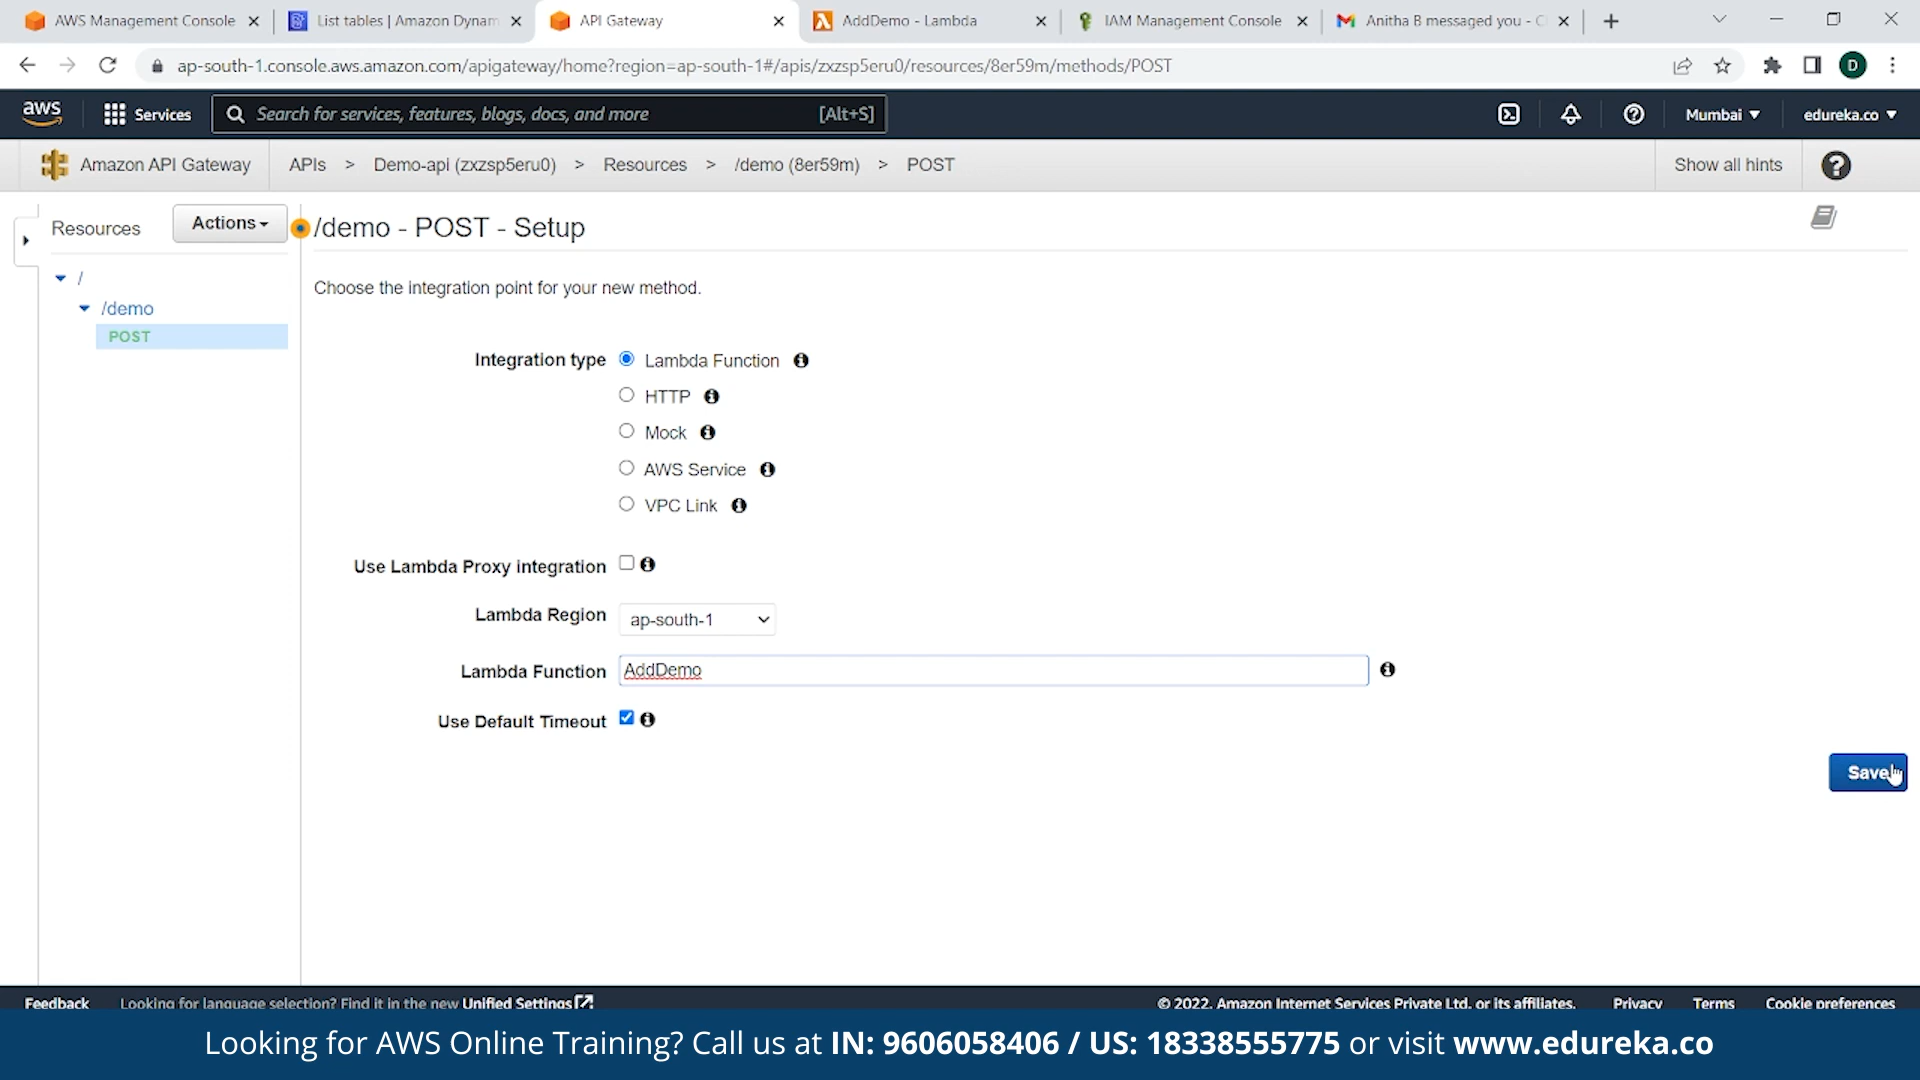 AWS Management Console
List tables | Amazon Dynam
API Gateway
AddDemo - Lambda
IAM Management Console
Anitha B messaged you - C
ap-south-1.console.aws.amazon.com/apigateway/home?region=ap-south-1#/apis/zxzsp5eru0/resources/8er59m/methods/POST
D
aws
Services
Search for services, features, blogs, docs, and more
[Alt+S]
Mumbai
edureka.co
Amazon API Gateway
APIs > Demo-api (zxzsp5eru0) > Resources > /demo (8er59m) > POST
Show all hints
Resources
Actions
/demo - POST - Setup
/
/demo
POST
Choose the integration point for your new method.
Integration type
Lambda Function
HTTP
Mock
AWS Service
VPC Link
Use Lambda Proxy integration
Lambda Region
ap-south-1
Lambda Function
AddDemo
Use Default Timeout
Save
Feedback
Looking for language selection? Find it in the new Unified Settings
© 2022, Amazon Internet Services Private Ltd. or its affiliates.
Privacy
Terms
Cookie preferences
Looking for AWS Online Training? Call us at IN: 9606058406 / US: 18338555775 or visit www.edureka.co